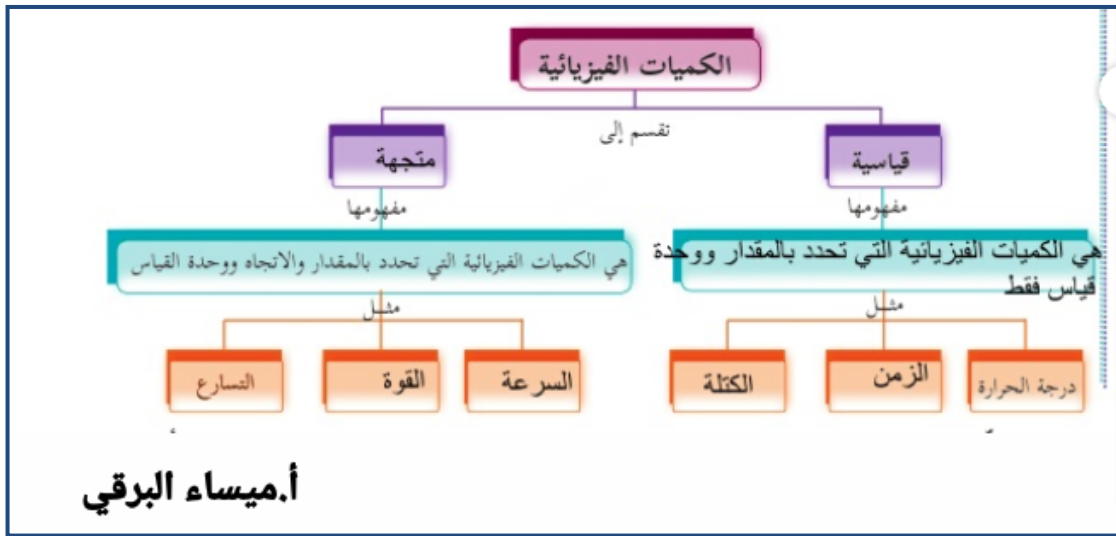 الكميات الفيزيائية
تقسم إلى
قياسية
متجهة
مفهومها
مفهومها
هي الكميات الفيزيائية التي تحدد بالمقدار ووحدة
قياس فقط
هي الكميات الفيزيائية التي تحدد بالمقدار والاتجاه ووحدة القياس
مثل
مثل
درجة الحرارة
الزمن
الكتلة
السرعة
القوة
التسارع
أ.ميساء البرقي